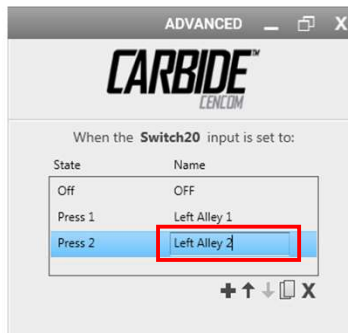 ADVANCED
CARBIDE™
CENCOM
When the Switch20 input is set to:
State Name
Off OFF
Press 1 Left Alley 1
Press 2 Left Alley 2